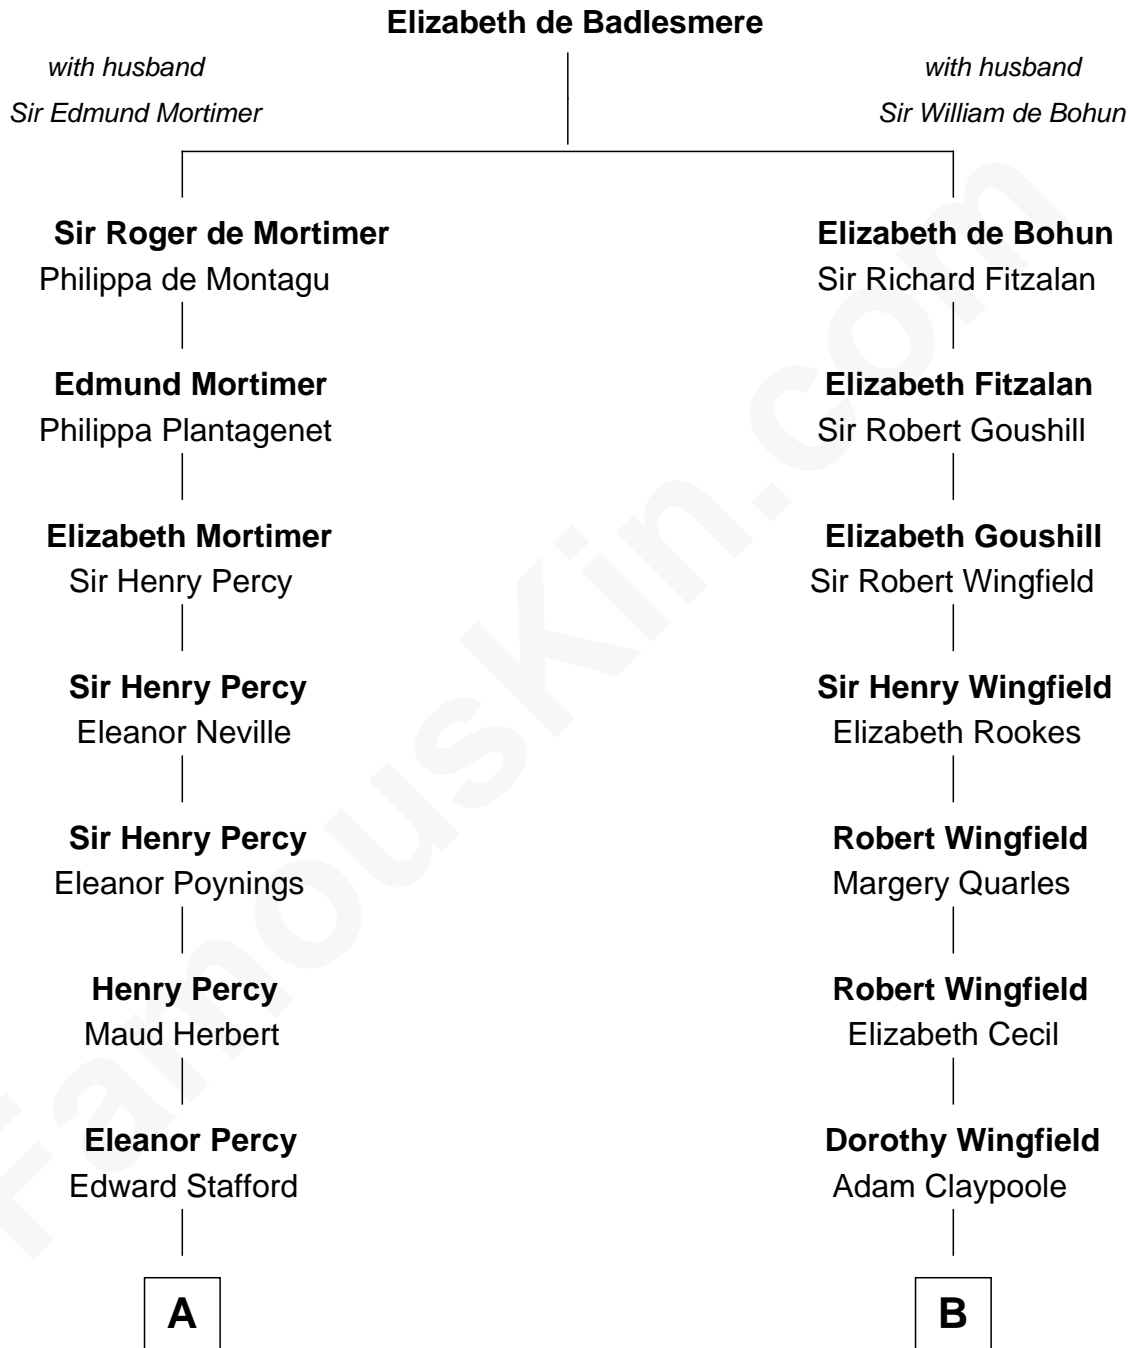 Elizabeth de Badlesmere
with husband
Sir Edmund Mortimer
with husband
Sir William de Bohun
Sir Roger de Mortimer
Philippa de Montagu
Elizabeth de Bohun
Sir Richard Fitzalan
Edmund Mortimer
Philippa Plantagenet
Elizabeth Fitzalan
Sir Robert Goushill
Elizabeth Mortimer
Sir Henry Percy
Elizabeth Goushill
Sir Robert Wingfield
Sir Henry Percy
Eleanor Neville
Sir Henry Wingfield
Elizabeth Rookes
Sir Henry Percy
Eleanor Poynings
Robert Wingfield
Margery Quarles
Henry Percy
Maud Herbert
Robert Wingfield
Elizabeth Cecil
Eleanor Percy
Edward Stafford
Dorothy Wingfield
Adam Claypoole
A
B
FamousKin.com